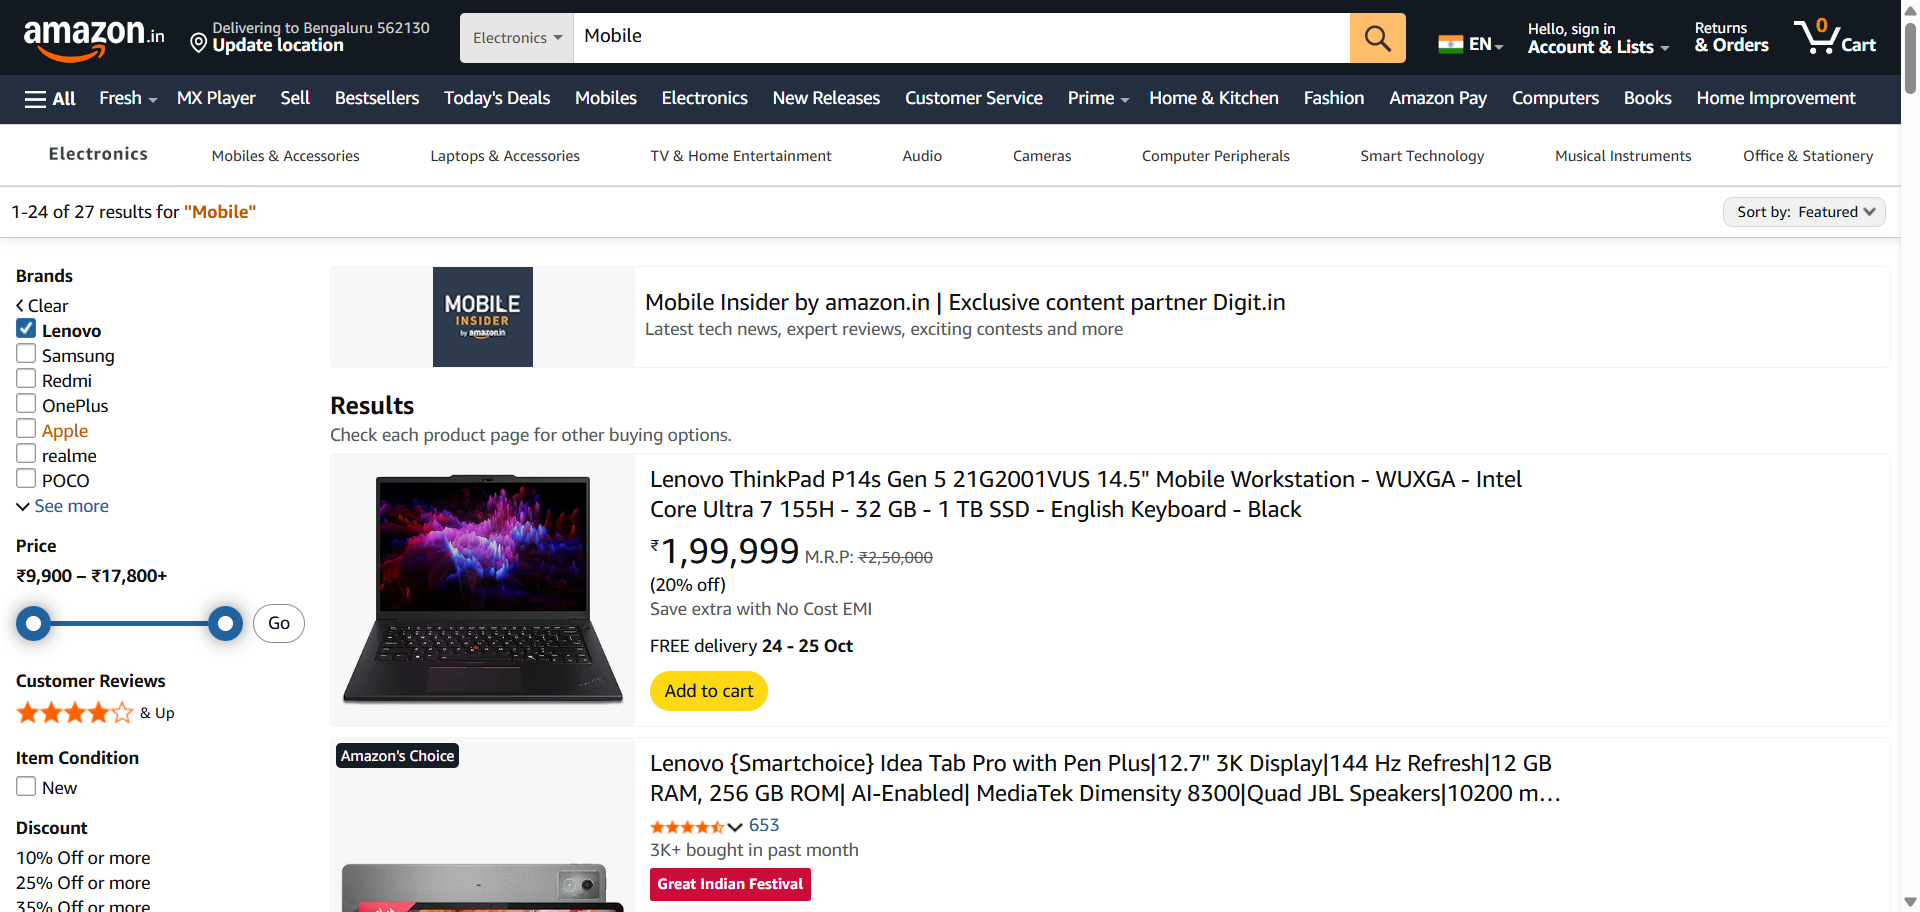 amazon.in
Delivering to Bengaluru 562130
Update location
Electronics
Mobile
EN
Hello, sign in
Account & Lists
Returns
& Orders
0
Cart
All
Fresh
MX Player
Sell
Bestsellers
Today's Deals
Mobiles
Electronics
New Releases
Customer Service
Prime
Home & Kitchen
Fashion
Amazon Pay
Computers
Books
Home Improvement
Electronics
Mobiles & Accessories
Laptops & Accessories
TV & Home Entertainment
Audio
Cameras
Computer Peripherals
Smart Technology
Musical Instruments
Office & Stationery
1-24 of 27 results for "Mobile"
Sort by: Featured
Brands
Clear
Lenovo
Samsung
Redmi
OnePlus
Apple
realme
POCO
See more
Price
₹9,900 – ₹17,800+
Go
Customer Reviews
& Up
Item Condition
New
Discount
10% Off or more
25% Off or more
35% Off or more
MOBILE
INSIDER
by amazon.in
Mobile Insider by amazon.in | Exclusive content partner Digit.in
Latest tech news, expert reviews, exciting contests and more
Results
Check each product page for other buying options.
Lenovo ThinkPad P14s Gen 5 21G2001VUS 14.5" Mobile Workstation - WUXGA - Intel
Core Ultra 7 155H - 32 GB - 1 TB SSD - English Keyboard - Black
₹1,99,999 M.R.P: ₹2,50,000
(20% off)
Save extra with No Cost EMI
FREE delivery 24 - 25 Oct
Add to cart
Amazon's Choice
Lenovo {Smartchoice} Idea Tab Pro with Pen Plus|12.7" 3K Display|144 Hz Refresh|12 GB
RAM, 256 GB ROM| AI-Enabled| MediaTek Dimensity 8300|Quad JBL Speakers|10200 m…
653
3K+ bought in past month
Great Indian Festival